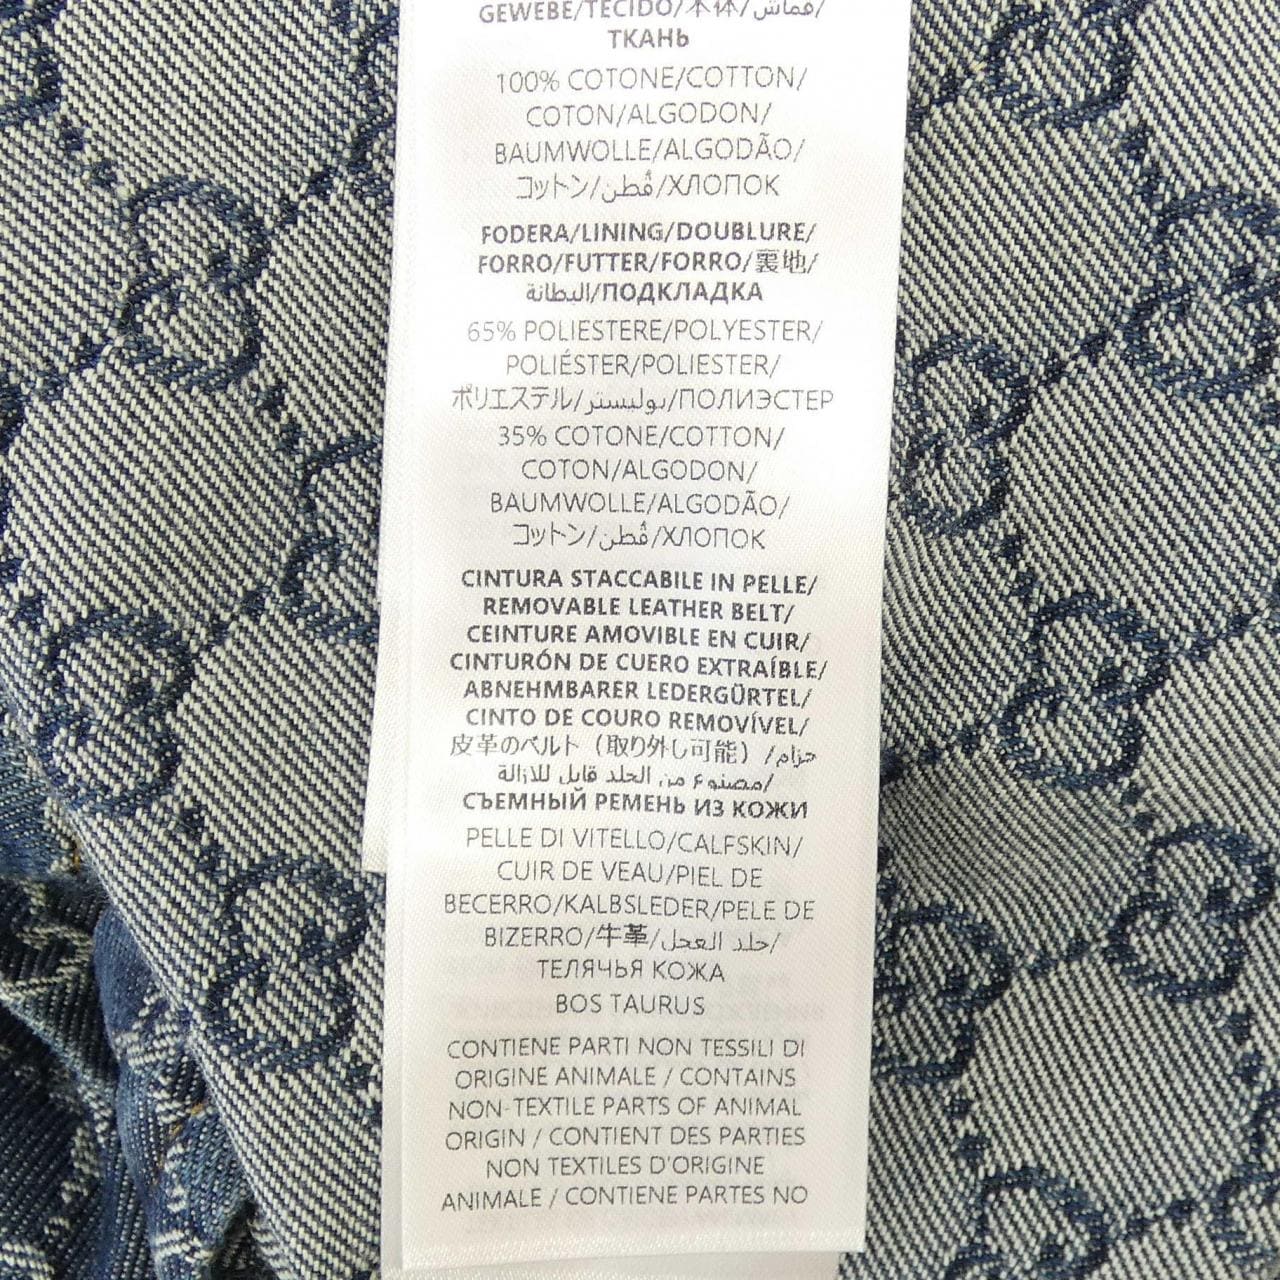 GEWEBE/TECIDO/本体/قماش/
ТКАНЬ
100% COTONE/COTTON/
COTON/ALGODON/
BAUMWOLLE/ALGODÃO/
コットン/قُطن/ХЛОПОК
FODERA/LINING/DOUBLURE/
FORRO/FUTTER/FORRO/裏地/
البطانة/ПОДКЛАДКА
65% POLIESTERE/POLYESTER/
POLIÉSTER/POLIESTER/
ポリエステル/بوليستر/ПОЛИЭСТЕР
35% COTONE/COTTON/
COTON/ALGODON/
BAUMWOLLE/ALGODÃO/
コットン/قُطن/ХЛОПОК
CINTURA STACCABILE IN PELLE/
REMOVABLE LEATHER BELT/
CEINTURE AMOVIBLE EN CUIR/
CINTURÓN DE CUERO EXTRAÍBLE/
ABNEHMBARER LEDERGÜRTEL/
CINTO DE COURO REMOVÍVEL/
皮革のベルト（取り外し可能）/حزام
مصنوع من الجلد قابل للازالة/
СЪЕМНЫЙ РЕМЕНЬ ИЗ КОЖИ
PELLE DI VITELLO/CALFSKIN/
CUIR DE VEAU/PIEL DE
BECERRO/KALBSLEDER/PELE DE
BIZERRO/牛革/جلد العجل/
ТЕЛЯЧЬЯ КОЖА
BOS TAURUS
CONTIENE PARTI NON TESSILI DI
ORIGINE ANIMALE / CONTAINS
NON-TEXTILE PARTS OF ANIMAL
ORIGIN / CONTIENT DES PARTIES
NON TEXTILES D'ORIGINE
ANIMALE / CONTIENE PARTES NO